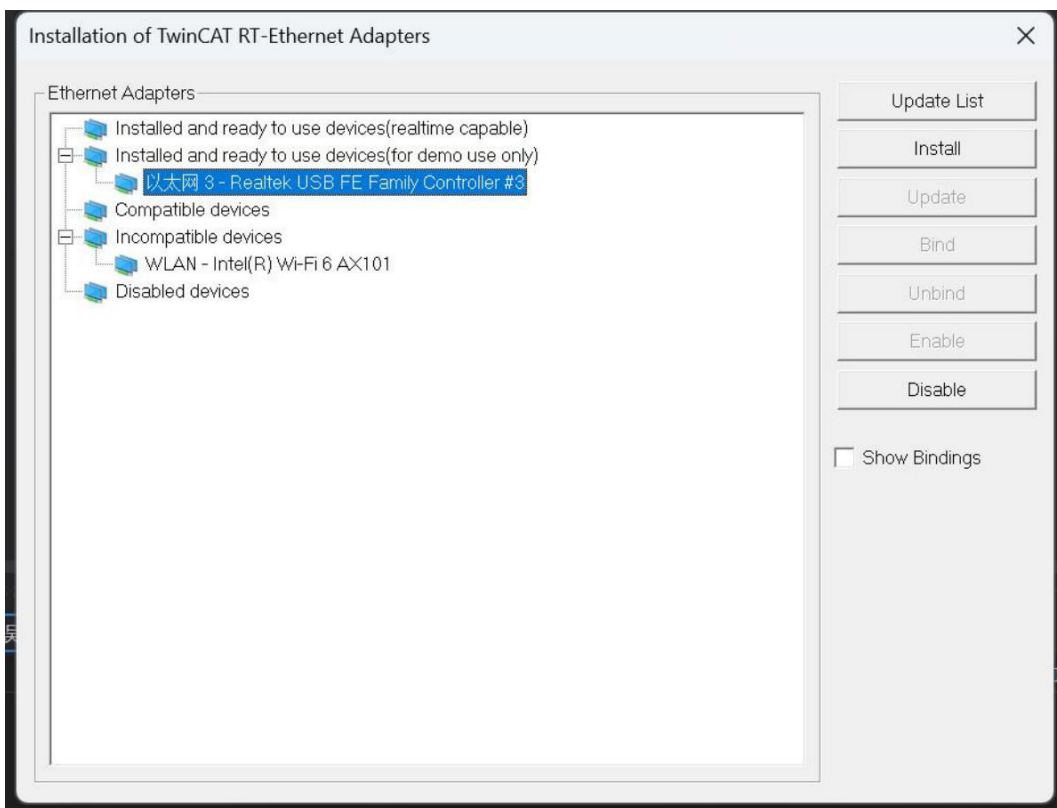 Installation of TwinCAT RT-Ethernet Adapters
Ethernet Adapters
Installed and ready to use devices(realtime capable)
Installed and ready to use devices(for demo use only)
以太网 3 - Realtek USB FE Family Controller #3
Compatible devices
Incompatible devices
WLAN - Intel(R) Wi-Fi 6 AX101
Disabled devices
Update List
Install
Update
Bind
Unbind
Enable
Disable
Show Bindings